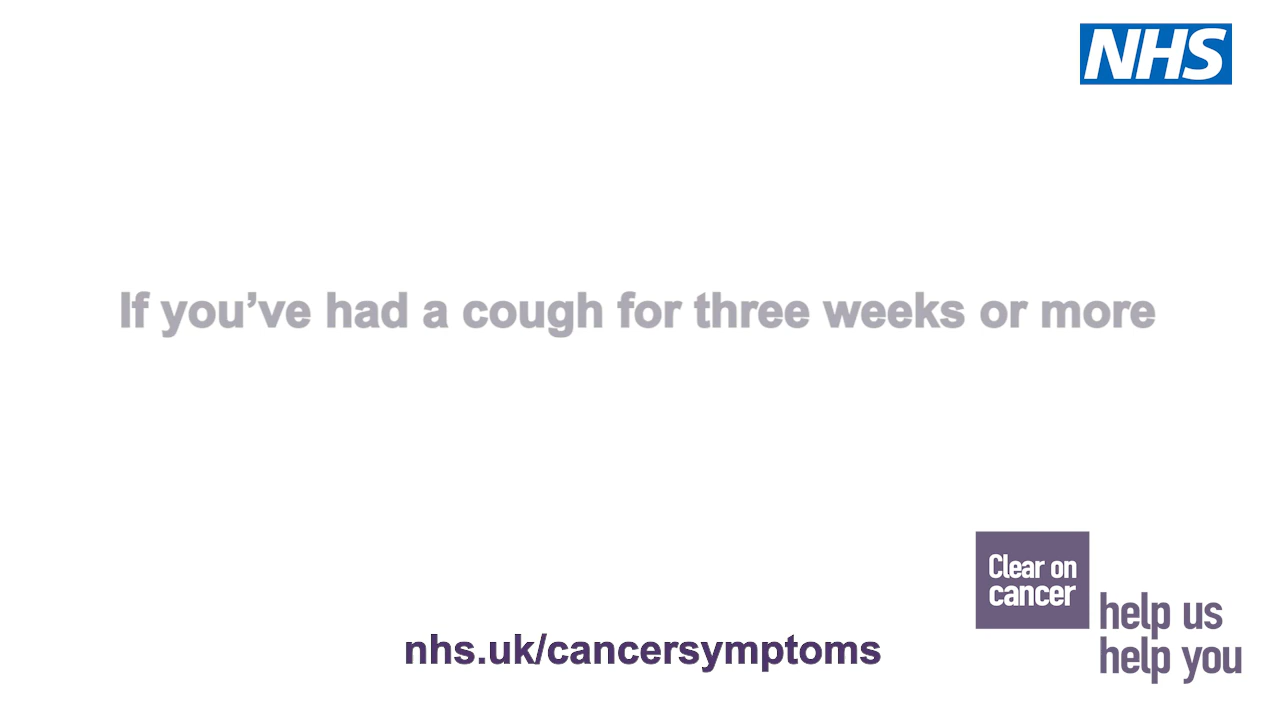 NHS
If you’ve had a cough for three weeks or more
Clear on
cancer
help us
help you
nhs.uk/cancersymptoms